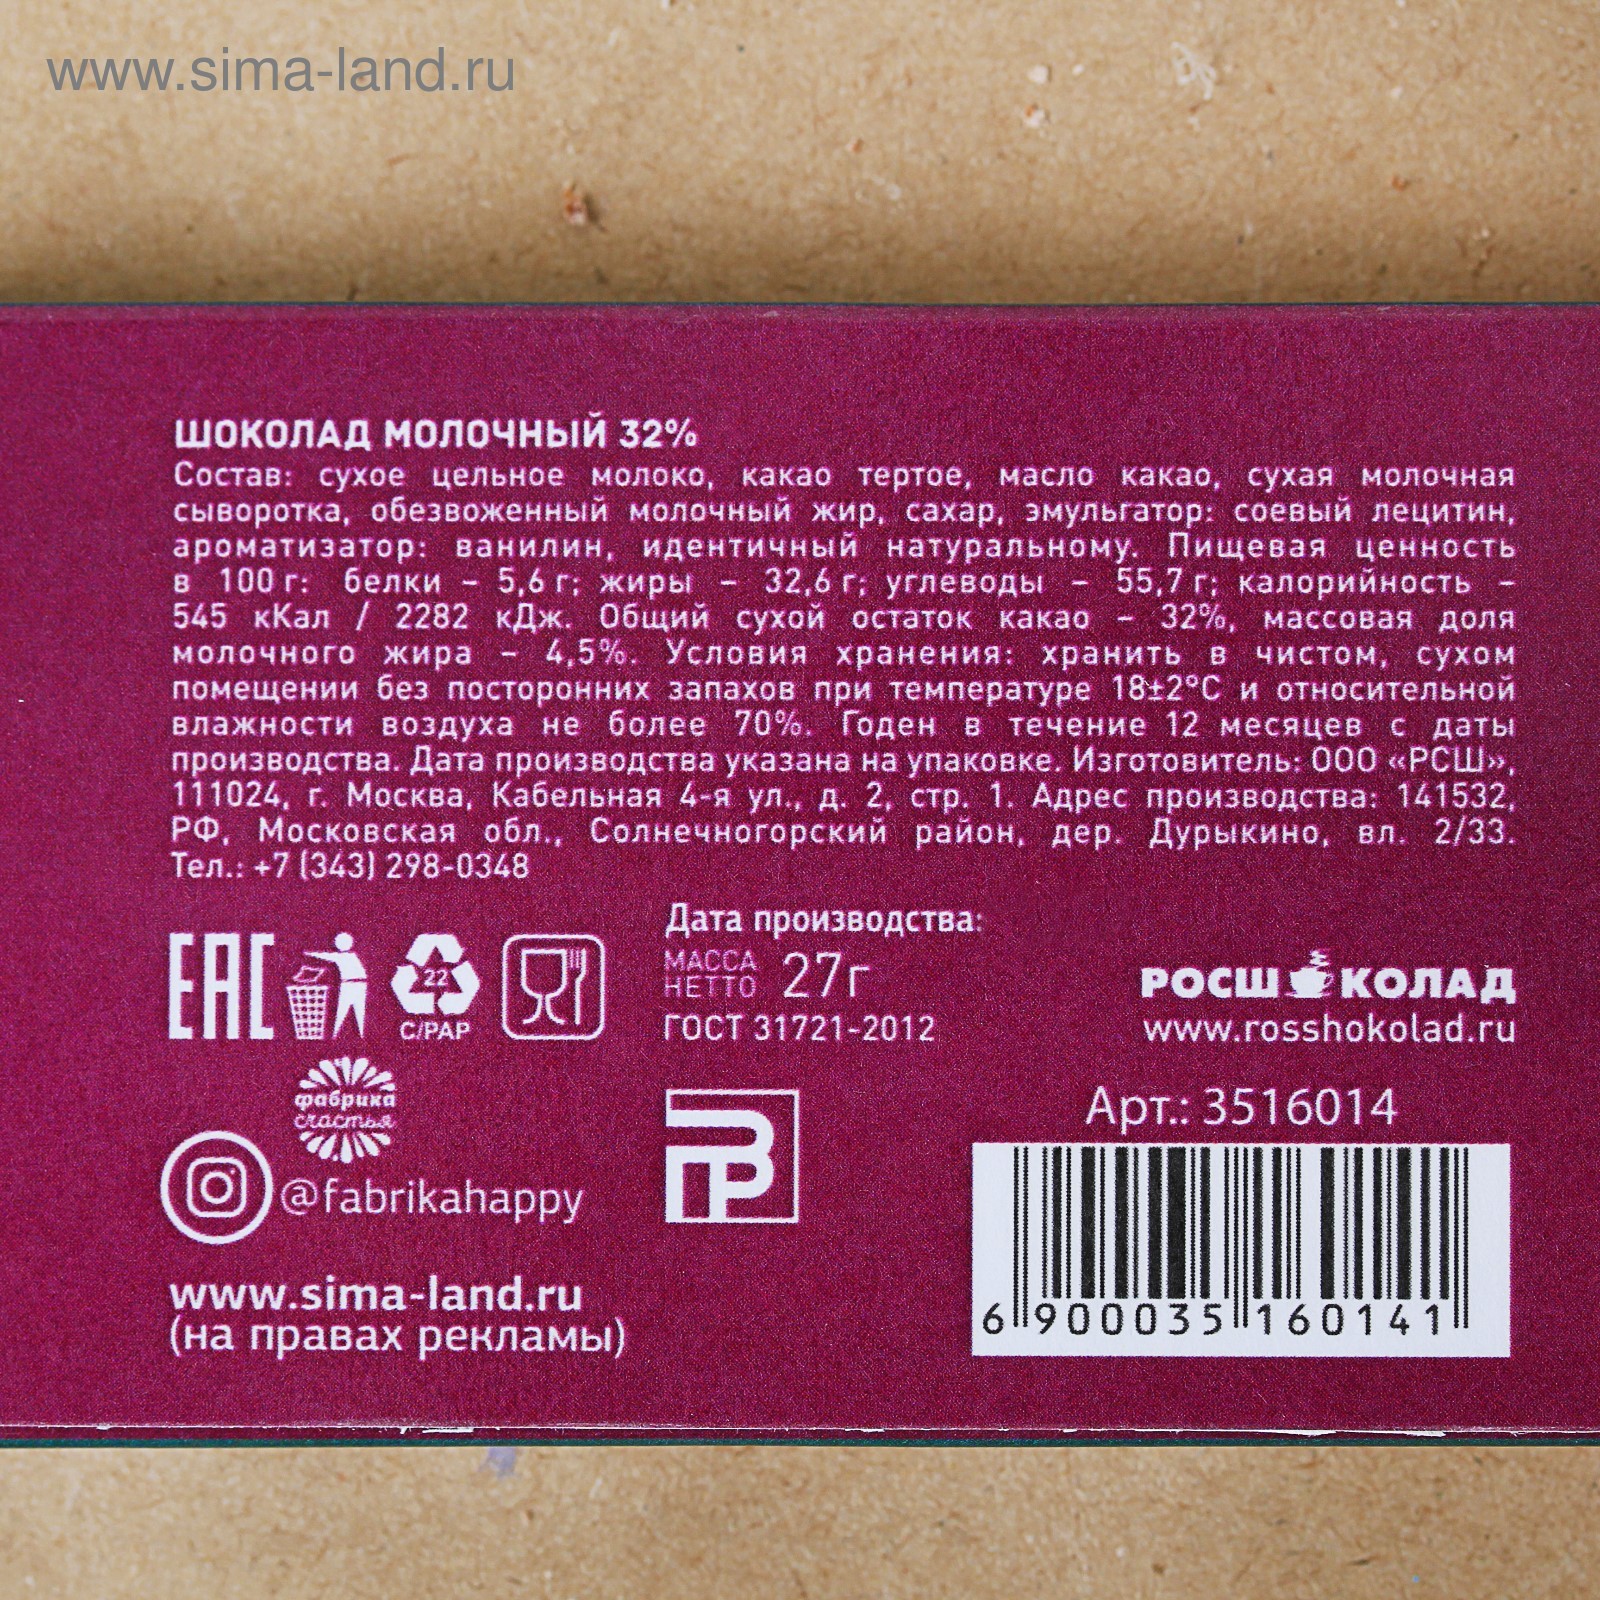 www.sima-land.ru
ШОКОЛАД МОЛОЧНЫЙ 32%
Состав: сухое цельное молоко, какао тертое, масло какао, сухая молочная
сыворотка, обезвоженный молочный жир, сахар, эмульгатор: соевый лецитин,
ароматизатор: ванилин, идентичный натуральному. Пищевая ценность
в 100 г: белки – 5,6 г; жиры – 32,6 г; углеводы – 55,7 г; калорийность –
545 кКал / 2282 кДж. Общий сухой остаток какао – 32%, массовая доля
молочного жира – 4,5%. Условия хранения: хранить в чистом, сухом
помещении без посторонних запахов при температуре 18±2°С и относительной
влажности воздуха не более 70%. Годен в течение 12 месяцев с даты
производства. Дата производства указана на упаковке. Изготовитель: ООО «РСШ»,
111024, г. Москва, Кабельная 4-я ул., д. 2, стр. 1. Адрес производства: 141532,
РФ, Московская обл., Солнечногорский район, дер. Дурыкино, вл. 2/33.
Тел.: +7 (343) 298-0348
ЕАС
22
C/PAP
Дата производства:
МАССА НЕТТО 27г
ГОСТ 31721-2012
РОСШОКОЛАД
www.rosshokolad.ru
фабрика
счастья
@fabrikahappy
РВ
Арт.: 3516014
6 900035 160141
www.sima-land.ru
(на правах рекламы)